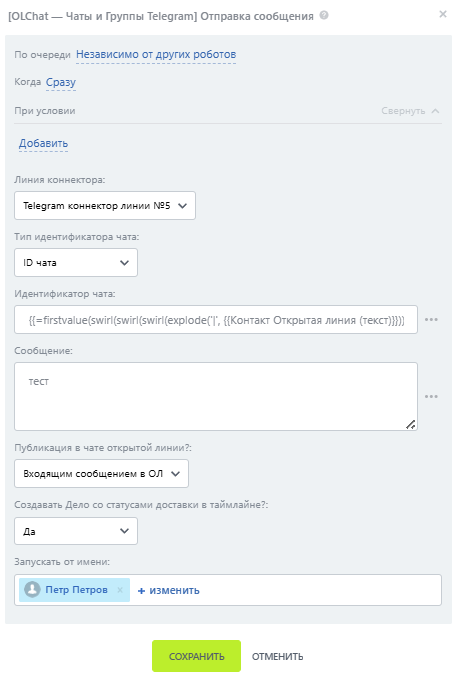 [OLChat — Чаты и Группы Telegram] Отправка сообщения ?
По очереди Независимо от других роботов
Когда Сразу
При условии Свернуть
Добавить
Линия коннектора:
Telegram коннектор линии №5
Тип идентификатора чата:
ID чата
Идентификатор чата:
{{=firstvalue(swirl(swirl(swirl(explode('|', {{Контакт Открытая линия (текст)}}))
Сообщение:
тест
Публикация в чате открытой линии?:
Входящим сообщением в ОЛ
Создавать Дело со статусами доставки в таймлайне?:
Да
Запускать от имени:
Петр Петров x + изменить
СОХРАНИТЬ ОТМЕНИТЬ